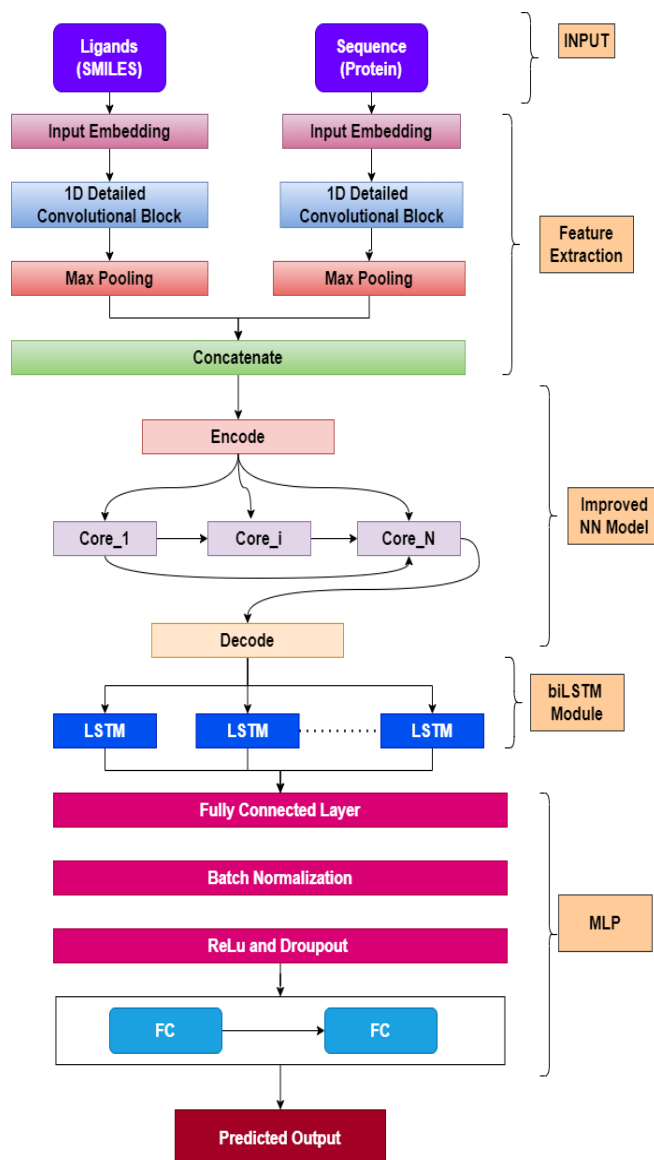 Ligands
(SMILES)
Sequence
(Protein)
INPUT
Input Embedding
Input Embedding
1D Detailed
Convolutional Block
1D Detailed
Convolutional Block
Max Pooling
Max Pooling
Feature
Extraction
Concatenate
Encode
Core_1
Core_i
Core_N
Improved
NN Model
Decode
LSTM
LSTM
LSTM
biLSTM
Module
Fully Connected Layer
Batch Normalization
ReLu and Droupout
MLP
FC
FC
Predicted Output